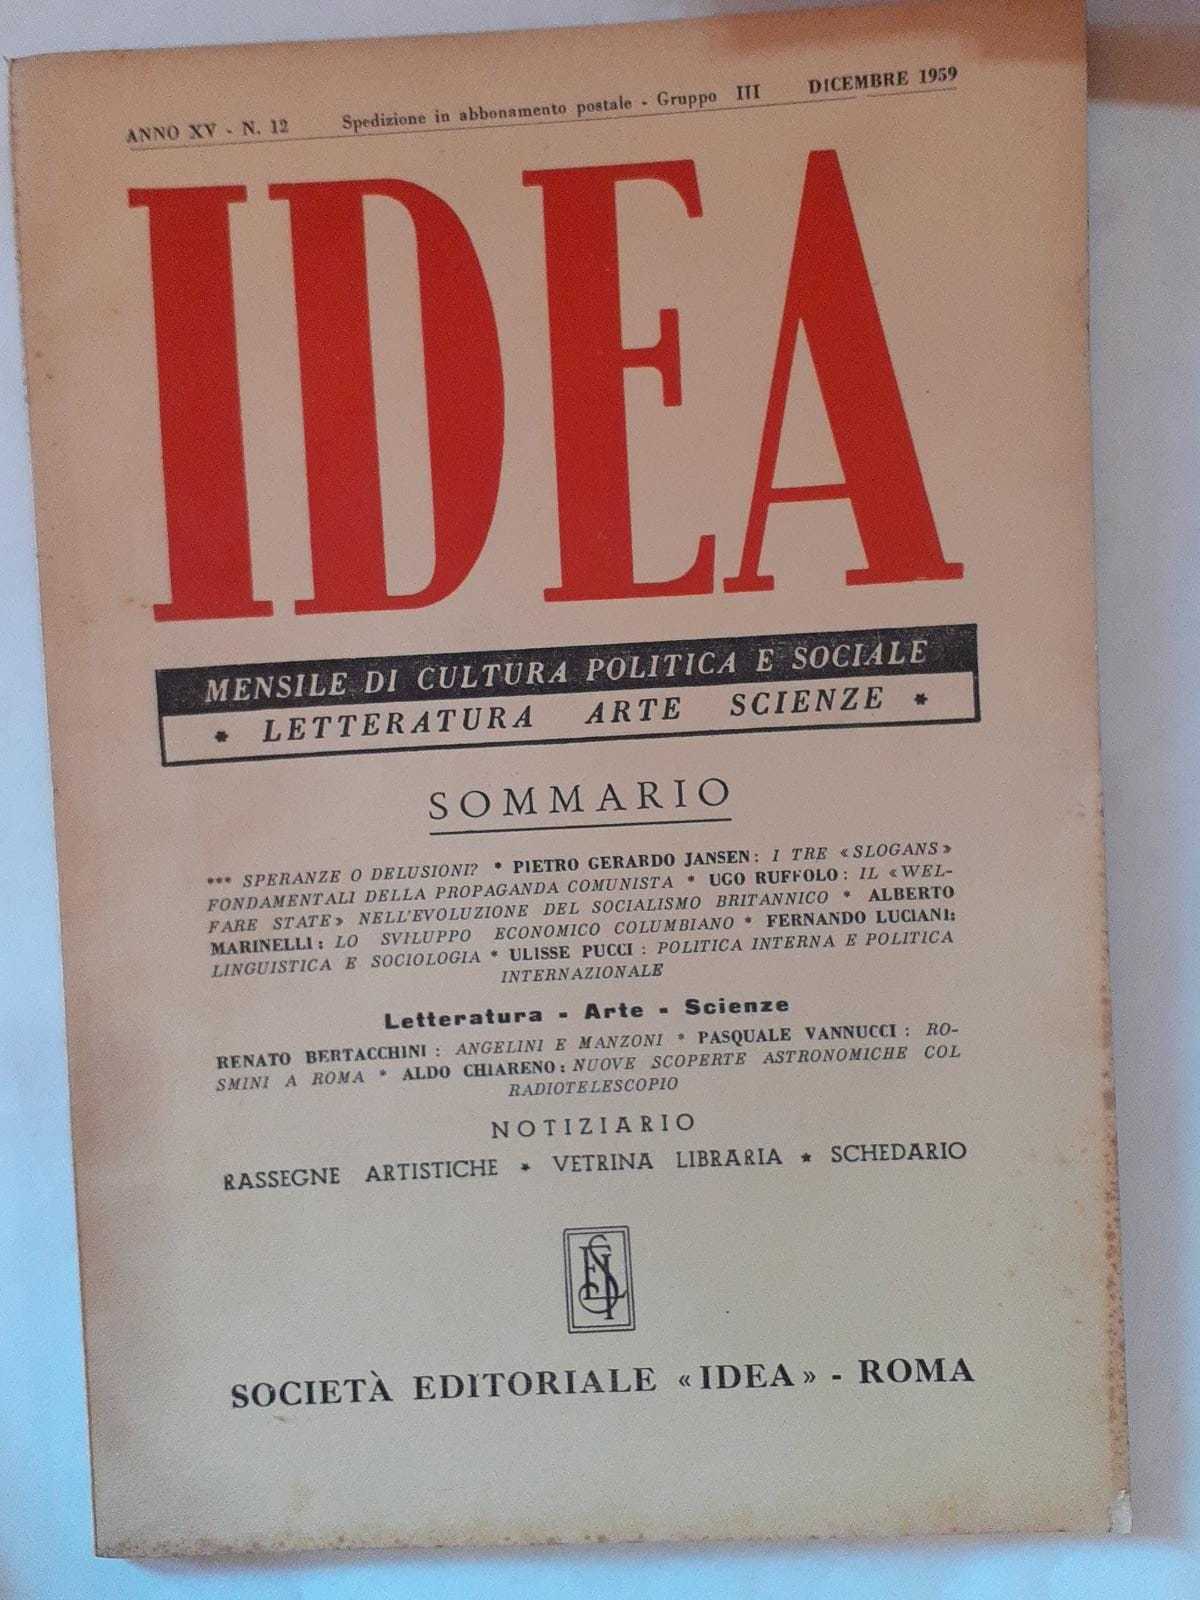 ANNO XV - N. 12 Spedizione in abbonamento postale - Gruppo III DICEMBRE 1959
IDEA
MENSILE DI CULTURA POLITICA E SOCIALE
* LETTERATURA ARTE SCIENZE *
SOMMARIO
*** SPERANZE O DELUSIONI? * PIETRO GERARDO JANSEN: I TRE «SLOGANS»
FONDAMENTALI DELLA PROPAGANDA COMUNISTA * UGO RUFFOLO: IL «WEL-
FARE STATE» NELL'EVOLUZIONE DEL SOCIALISMO BRITANNICO * ALBERTO
MARINELLI: LO SVILUPPO ECONOMICO COLUMBIANO * FERNANDO LUCIANI:
LINGUISTICA E SOCIOLOGIA * ULISSE PUCCI: POLITICA INTERNA E POLITICA
INTERNAZIONALE
Letteratura - Arte - Scienze
RENATO BERTACCHINI: ANGELINI E MANZONI * PASQUALE VANNUCCI: RO-
SMINI A ROMA * ALDO CHIARENO: NUOVE SCOPERTE ASTRONOMICHE COL
RADIOTELESCOPIO
NOTIZIARIO
RASSEGNE ARTISTICHE * VETRINA LIBRARIA * SCHEDARIO
SOCIETÀ EDITORIALE «IDEA» - ROMA